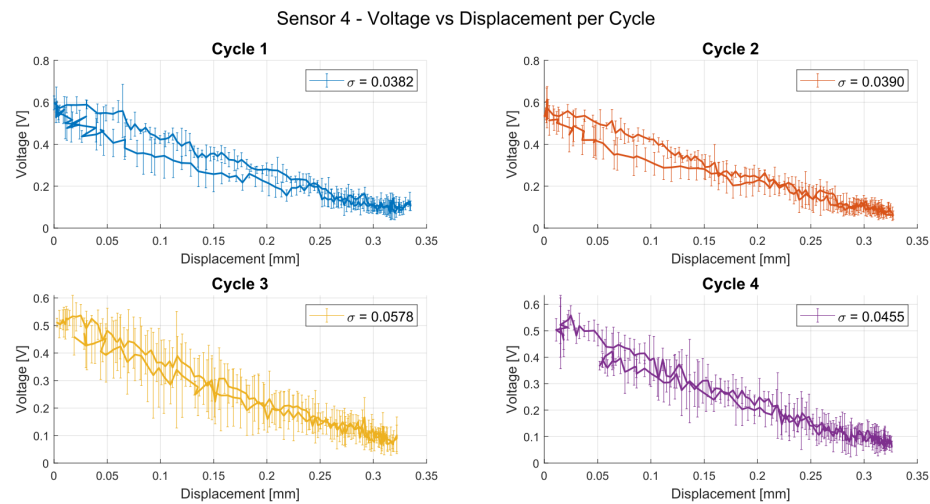 Sensor 4 - Voltage vs Displacement per Cycle
Cycle 1
0.8
0.6
0.4
0.2
0
Voltage [V]
σ = 0.0382
0 0.05 0.1 0.15 0.2 0.25 0.3 0.35
Displacement [mm]
Cycle 2
0.8
0.6
0.4
0.2
0
Voltage [V]
σ = 0.0390
0 0.05 0.1 0.15 0.2 0.25 0.3 0.35
Displacement [mm]
Cycle 3
0.6
0.5
0.4
0.3
0.2
0.1
0
Voltage [V]
σ = 0.0578
0 0.05 0.1 0.15 0.2 0.25 0.3 0.35
Displacement [mm]
Cycle 4
0.6
0.5
0.4
0.3
0.2
0.1
0
Voltage [V]
σ = 0.0455
0 0.05 0.1 0.15 0.2 0.25 0.3 0.35
Displacement [mm]